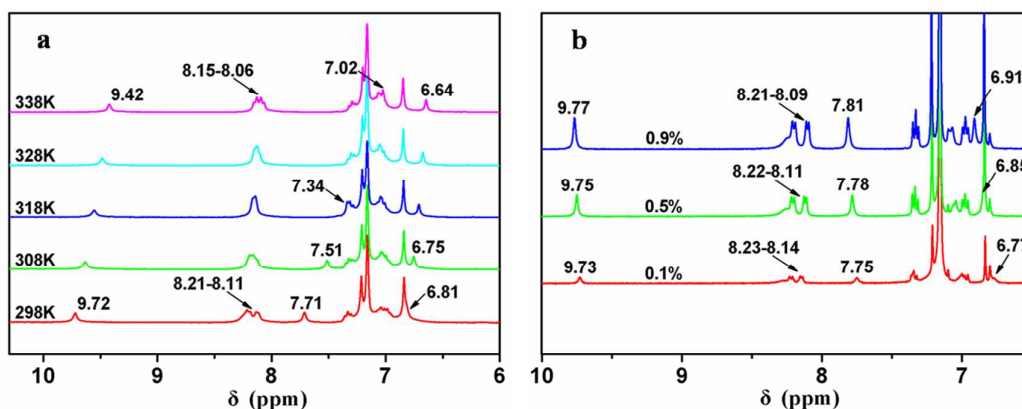 a
338K
9.42
8.15-8.06
7.02
6.64
328K
318K
7.34
308K
7.51
6.75
298K
9.72
8.21-8.11
7.71
6.81
10 9 8 7 6
δ (ppm)
b
9.77
0.9%
8.21-8.09
7.81
6.91
9.75
0.5%
8.22-8.11
7.78
6.85
9.73
0.1%
8.23-8.14
7.75
6.77
10 9 8 7
δ (ppm)